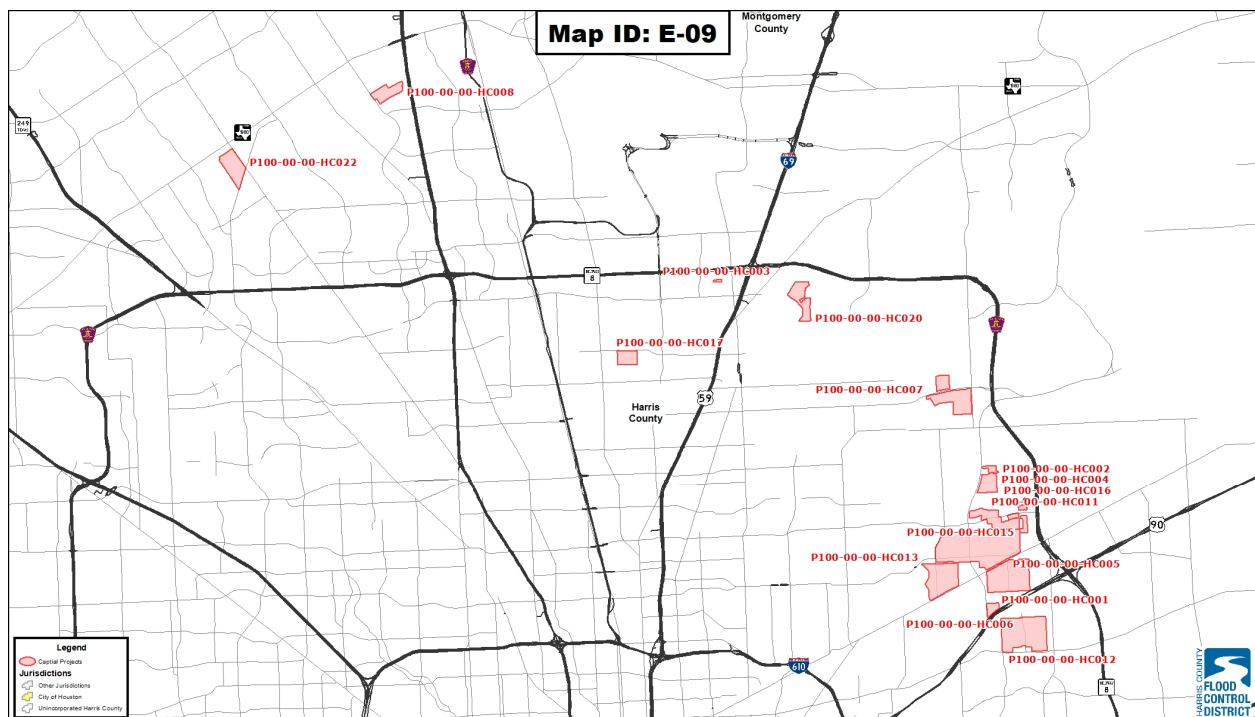 Map ID: E-09
Montgomery
County
P100-00-00-HC008
249
1960
1960
P100-00-00-HC022
69
P100-00-00-HC003
8
P100-00-00-HC020
P100-00-00-HC017
P100-00-00-HC007
59
Harris
County
P100-00-00-HC002
P100-00-00-HC004
P100-00-00-HC016
P100-00-00-HC011
90
P100-00-00-HC015
P100-00-00-HC013
P100-00-00-HC005
P100-00-00-HC001
P100-00-00-HC006
P100-00-00-HC012
610
8
Legend
Captial Projects
Jurisdictions
Other Jurisdictions
City of Houston
Unincorporated Harris County
HARRIS COUNTY
FLOOD
CONTROL
DISTRICT